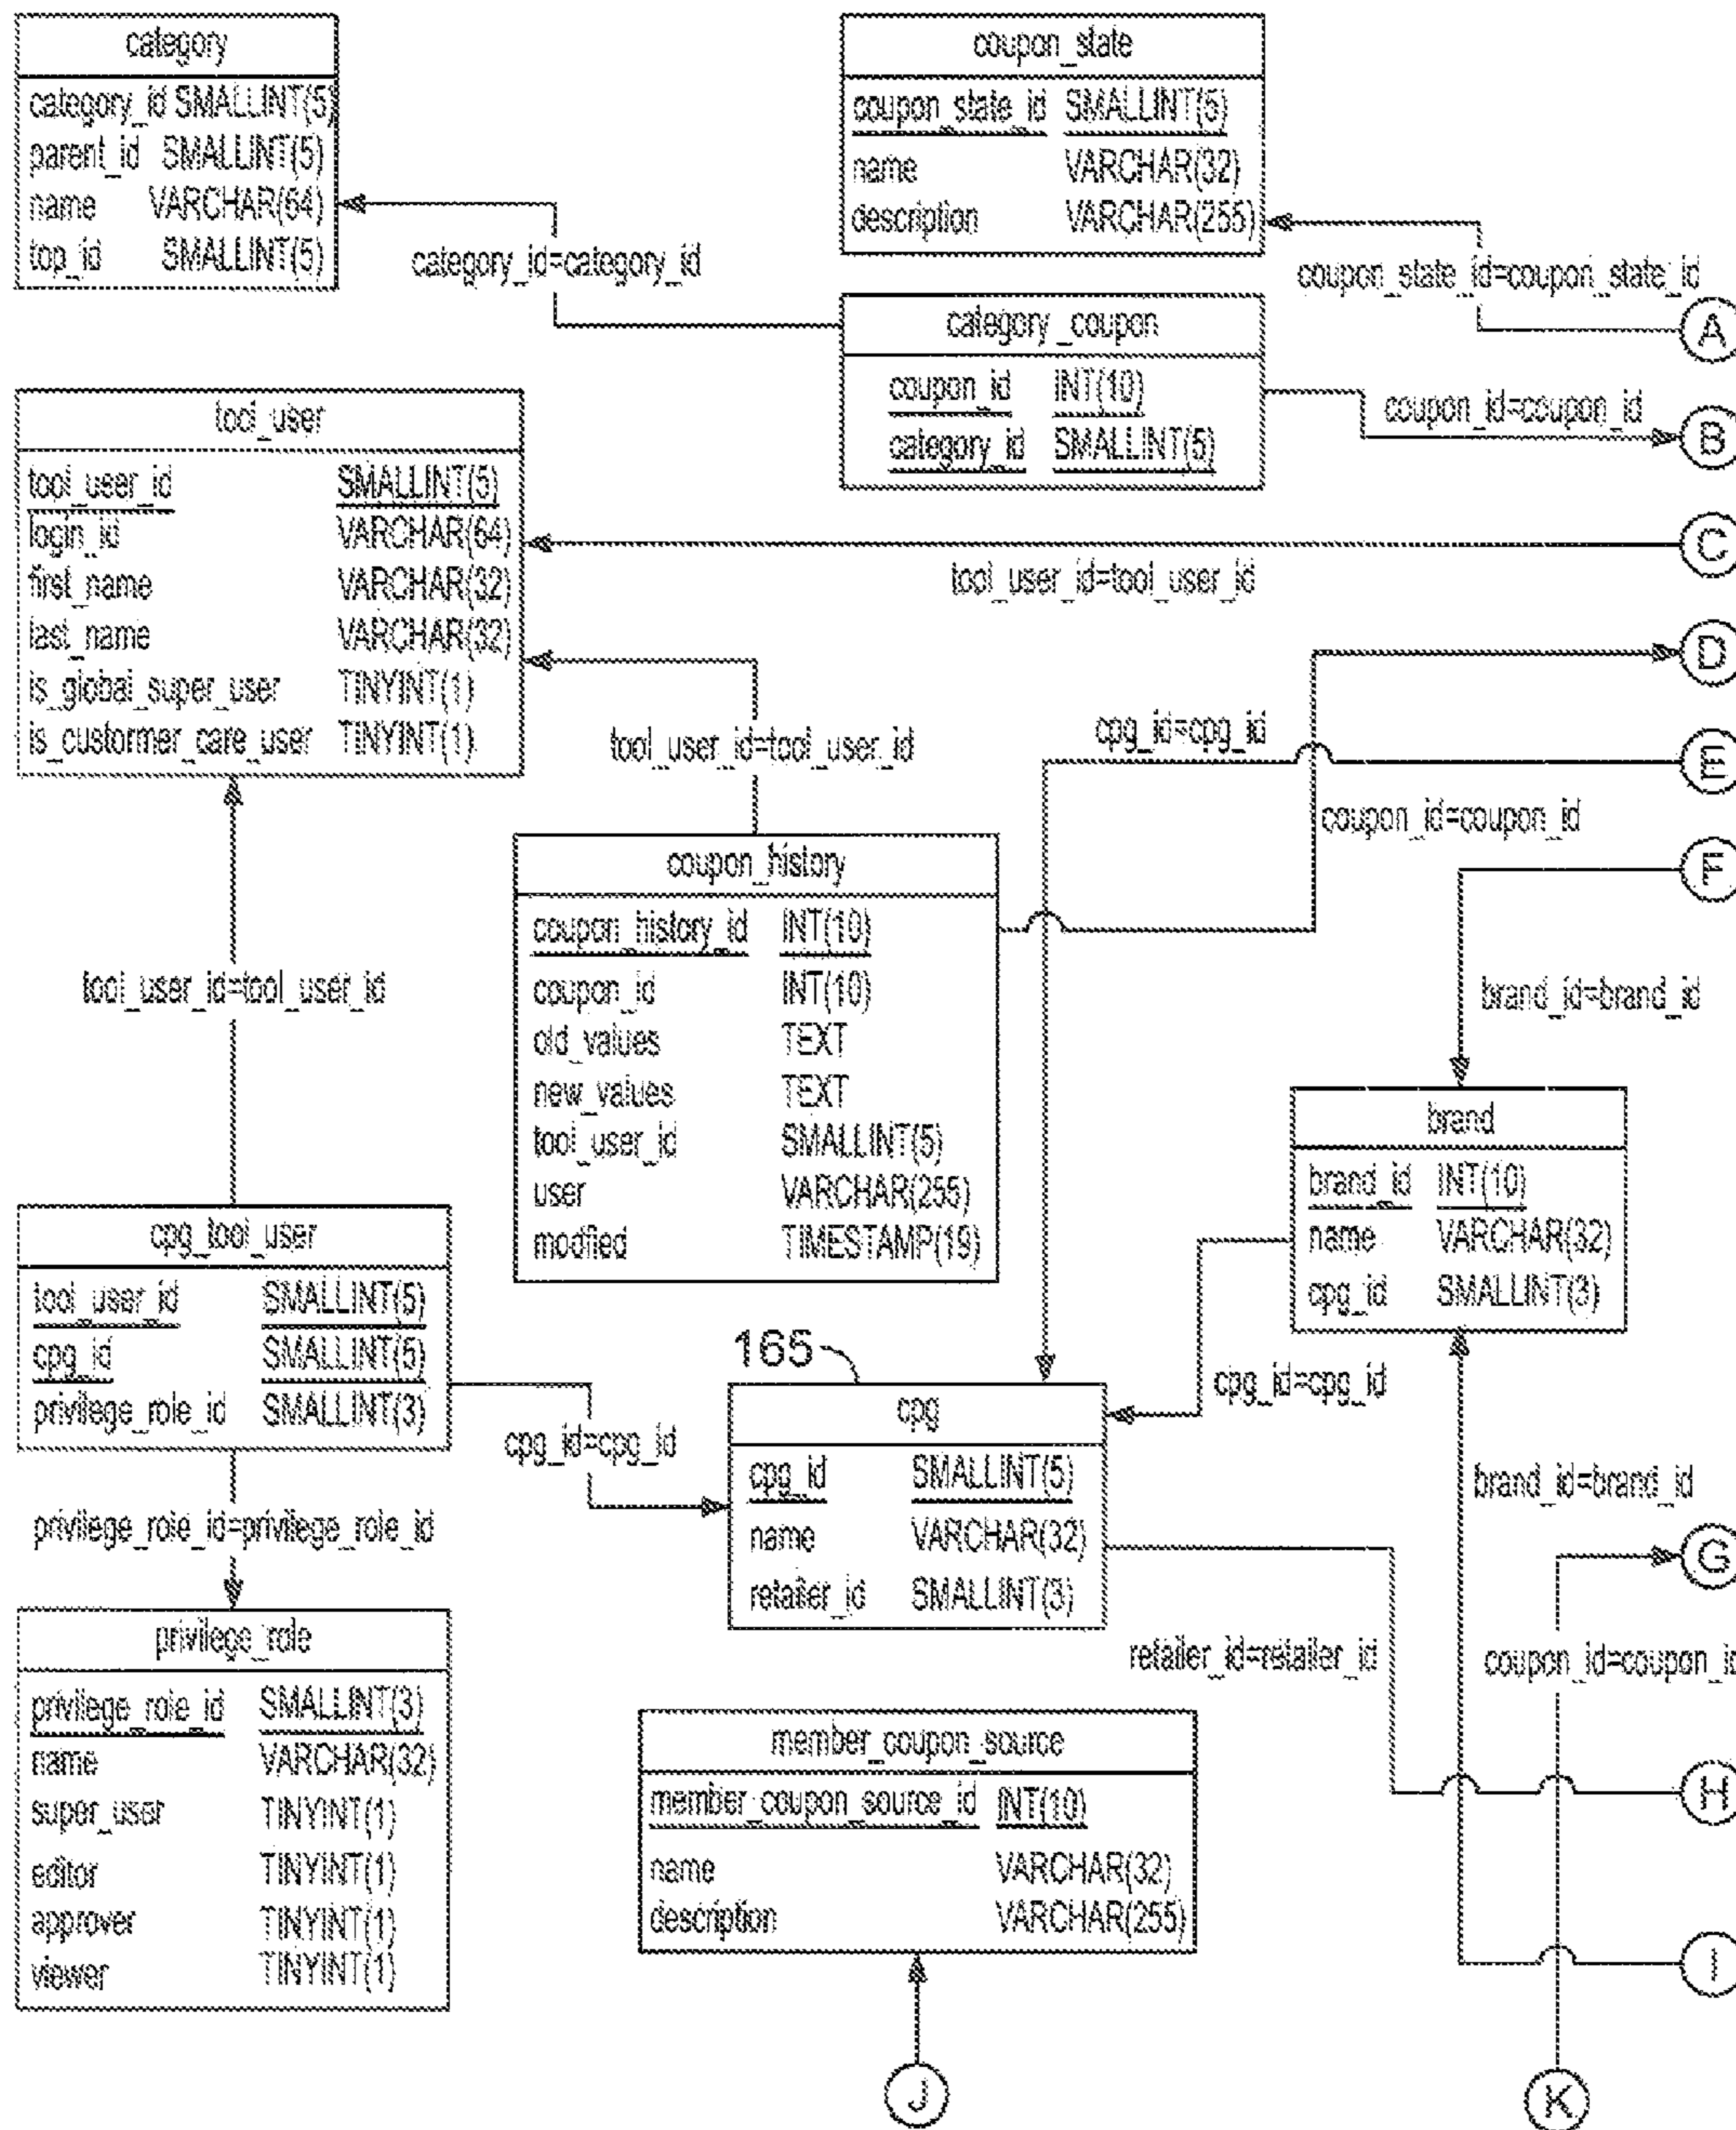 category
category_id SMALLINT(5)
parent_id SMALLINT(5)
name VARCHAR(64)
top_id SMALLINT(5)
category_id=category_id
coupon_state
coupon_state_id SMALLINT(5)
name VARCHAR(32)
description VARCHAR(255)
coupon_state_id=coupon_state_id
A
category_coupon
coupon_id INT(10)
category_id SMALLINT(5)
coupon_id=coupon_id
B
tool_user
tool_user_id SMALLINT(5)
login_id VARCHAR(64)
first_name VARCHAR(32)
last_name VARCHAR(32)
is_global_super_user TINYINT(1)
is_custormer_care_user TINYINT(1)
C
tool_user_id=tool_user_id
D
tool_user_id=tool_user_id
cpg_id=cpg_id
E
coupon_id=coupon_id
F
coupon_history
coupon_history_id INT(10)
coupon_id INT(10)
old_values TEXT
new_values TEXT
tool_user_id SMALLINT(5)
user VARCHAR(255)
modfied TIMESTAMP(19)
tool_user_id=tool_user_id
brand_id=brand_id
brand
brand_id INT(10)
name VARCHAR(32)
cpg_id SMALLINT(3)
cpg_tool_user
tool_user_id SMALLINT(5)
cpg_id SMALLINT(5)
privilege_role_id SMALLINT(3)
cpg_id=cpg_id
165
cpg
cpg_id SMALLINT(5)
name VARCHAR(32)
retailer_id SMALLINT(3)
cpg_id=cpg_id
brand_id=brand_id
G
privilege_role_id=privilege_role_id
privilege_role
privilege_role_id SMALLINT(3)
name VARCHAR(32)
super_user TINYINT(1)
editor TINYINT(1)
approver TINYINT(1)
viewer TINYINT(1)
retailer_id=retailer_id
coupon_id=coupon_id
member_coupon_source
member_coupon_source_id INT(10)
name VARCHAR(32)
description VARCHAR(255)
H
I
J
K